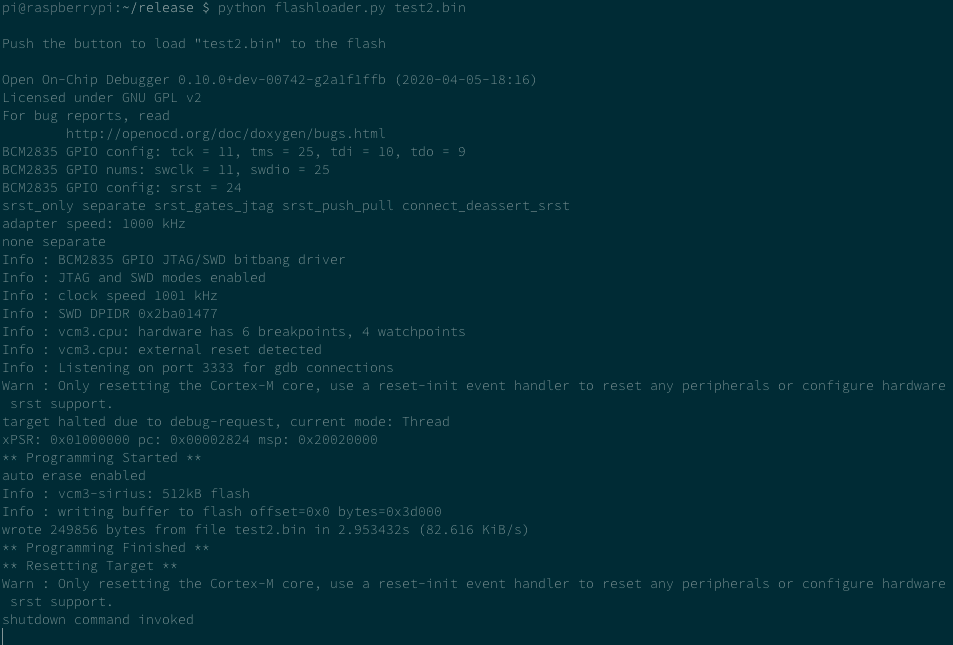 pi@raspberrypi:~/release $ python flashloader.py test2.bin
Push the button to load "test2.bin" to the flash
Open On-Chip Debugger 0.10.0+dev-00742-g2a1f1ffb (2020-04-05-18:16)
Licensed under GNU GPL v2
For bug reports, read
http://openocd.org/doc/doxygen/bugs.html
BCM2835 GPIO config: tck = 11, tms = 25, tdi = 10, tdo = 9
BCM2835 GPIO nums: swclk = 11, swdio = 25
BCM2835 GPIO config: srst = 24
srst_only separate srst_gates_jtag srst_push_pull connect_deassert_srst
adapter speed: 1000 kHz
none separate
Info : BCM2835 GPIO JTAG/SWD bitbang driver
Info : JTAG and SWD modes enabled
Info : clock speed 1001 kHz
Info : SWD DPIDR 0x2ba01477
Info : vcm3.cpu: hardware has 6 breakpoints, 4 watchpoints
Info : vcm3.cpu: external reset detected
Info : Listening on port 3333 for gdb connections
Warn : Only resetting the Cortex-M core, use a reset-init event handler to reset any peripherals or configure hardware
srst support.
target halted due to debug-request, current mode: Thread
xPSR: 0x01000000 pc: 0x00002824 msp: 0x20020000
** Programming Started **
auto erase enabled
Info : vcm3-sirius: 512kB flash
Info : writing buffer to flash offset=0x0 bytes=0x3d000
wrote 249856 bytes from file test2.bin in 2.953432s (82.616 KiB/s)
** Programming Finished **
** Resetting Target **
Warn : Only resetting the Cortex-M core, use a reset-init event handler to reset any peripherals or configure hardware
srst support.
shutdown command invoked